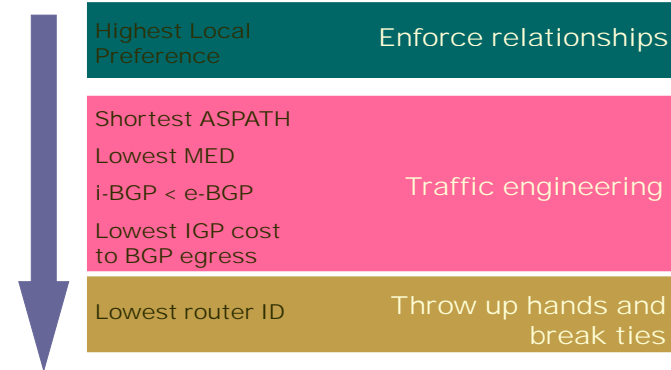 Highest Local
Preference
Enforce relationships
Shortest ASPATH
Lowest MED
i-BGP < e-BGP
Lowest IGP cost
to BGP egress
Traffic engineering
Lowest router ID
Throw up hands and
break ties